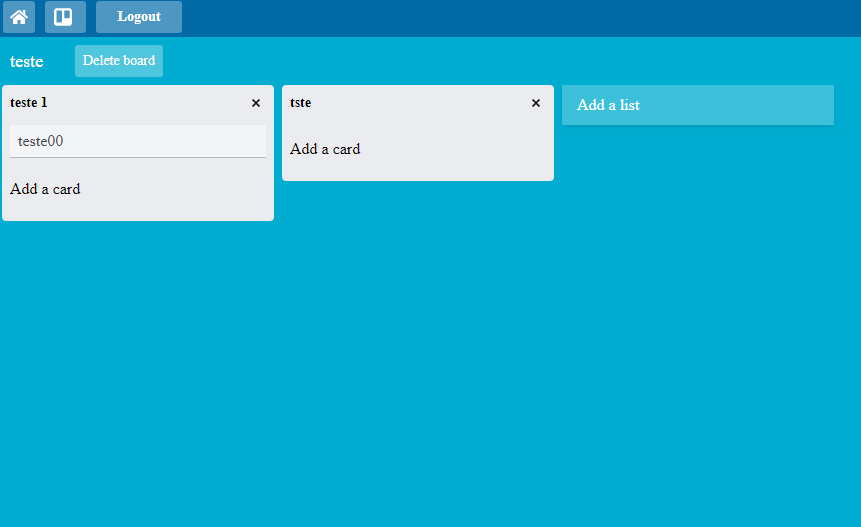 Logout
teste
Delete board
teste 1
teste00
Add a card
tste
Add a card
Add a list